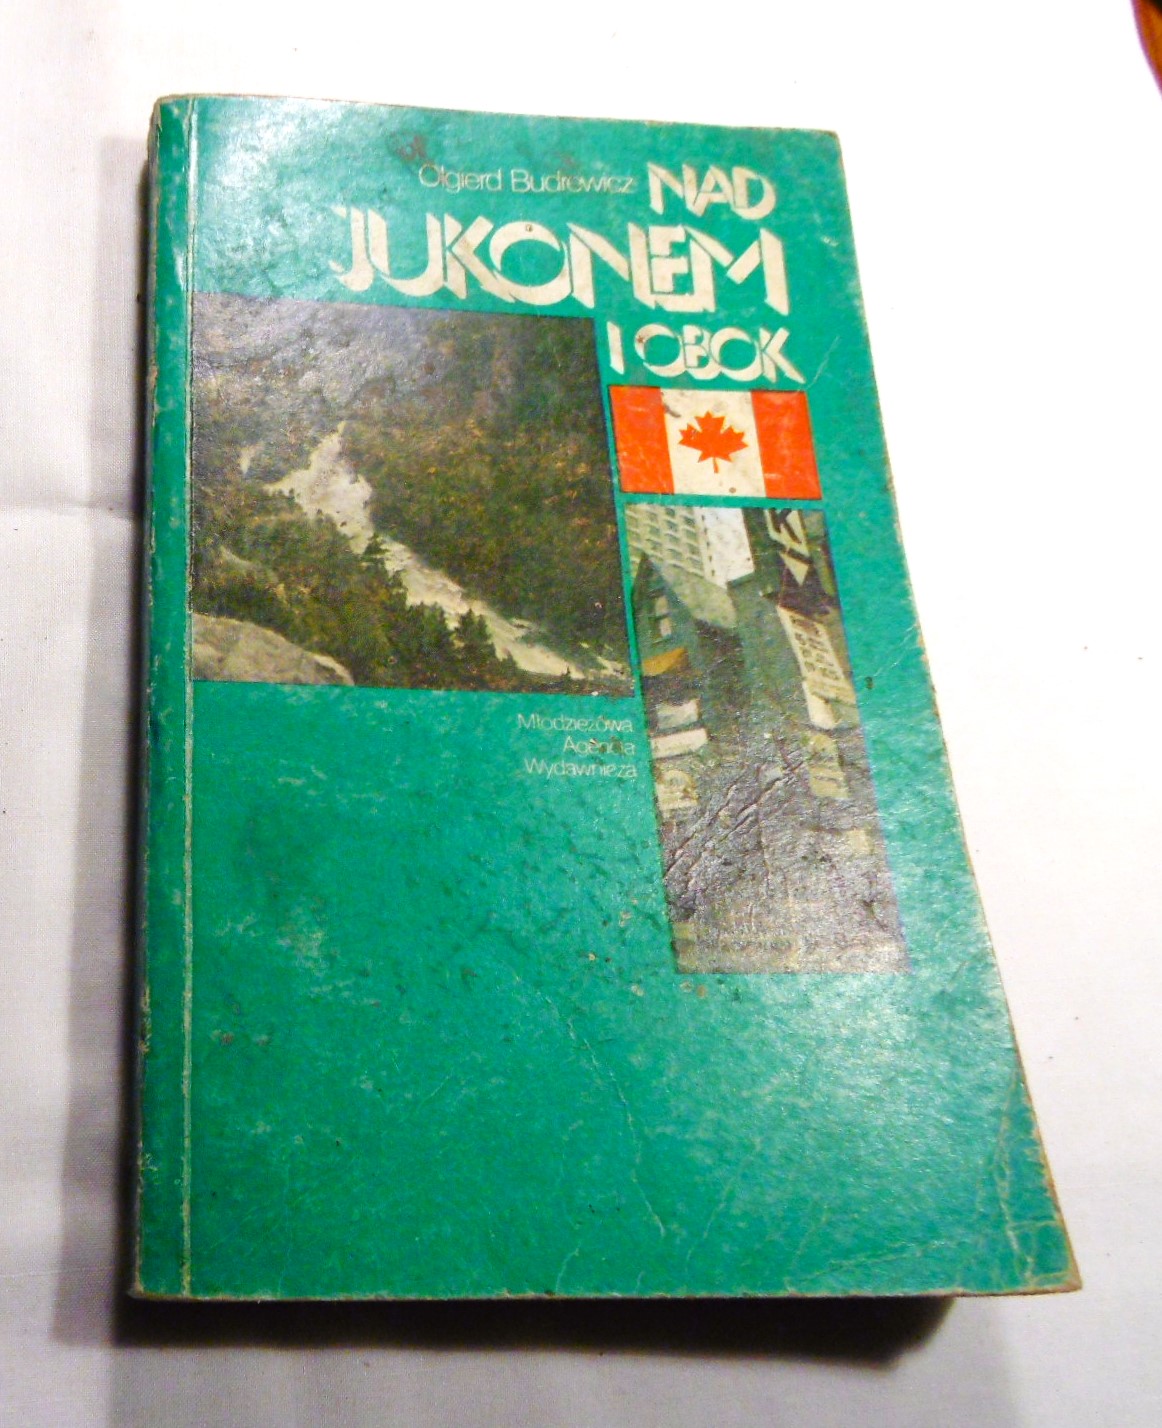 Olgierd Budrewicz NAD
JUKONEM
I OBOK
Młodzieżowa
Agencja
Wydawnicza